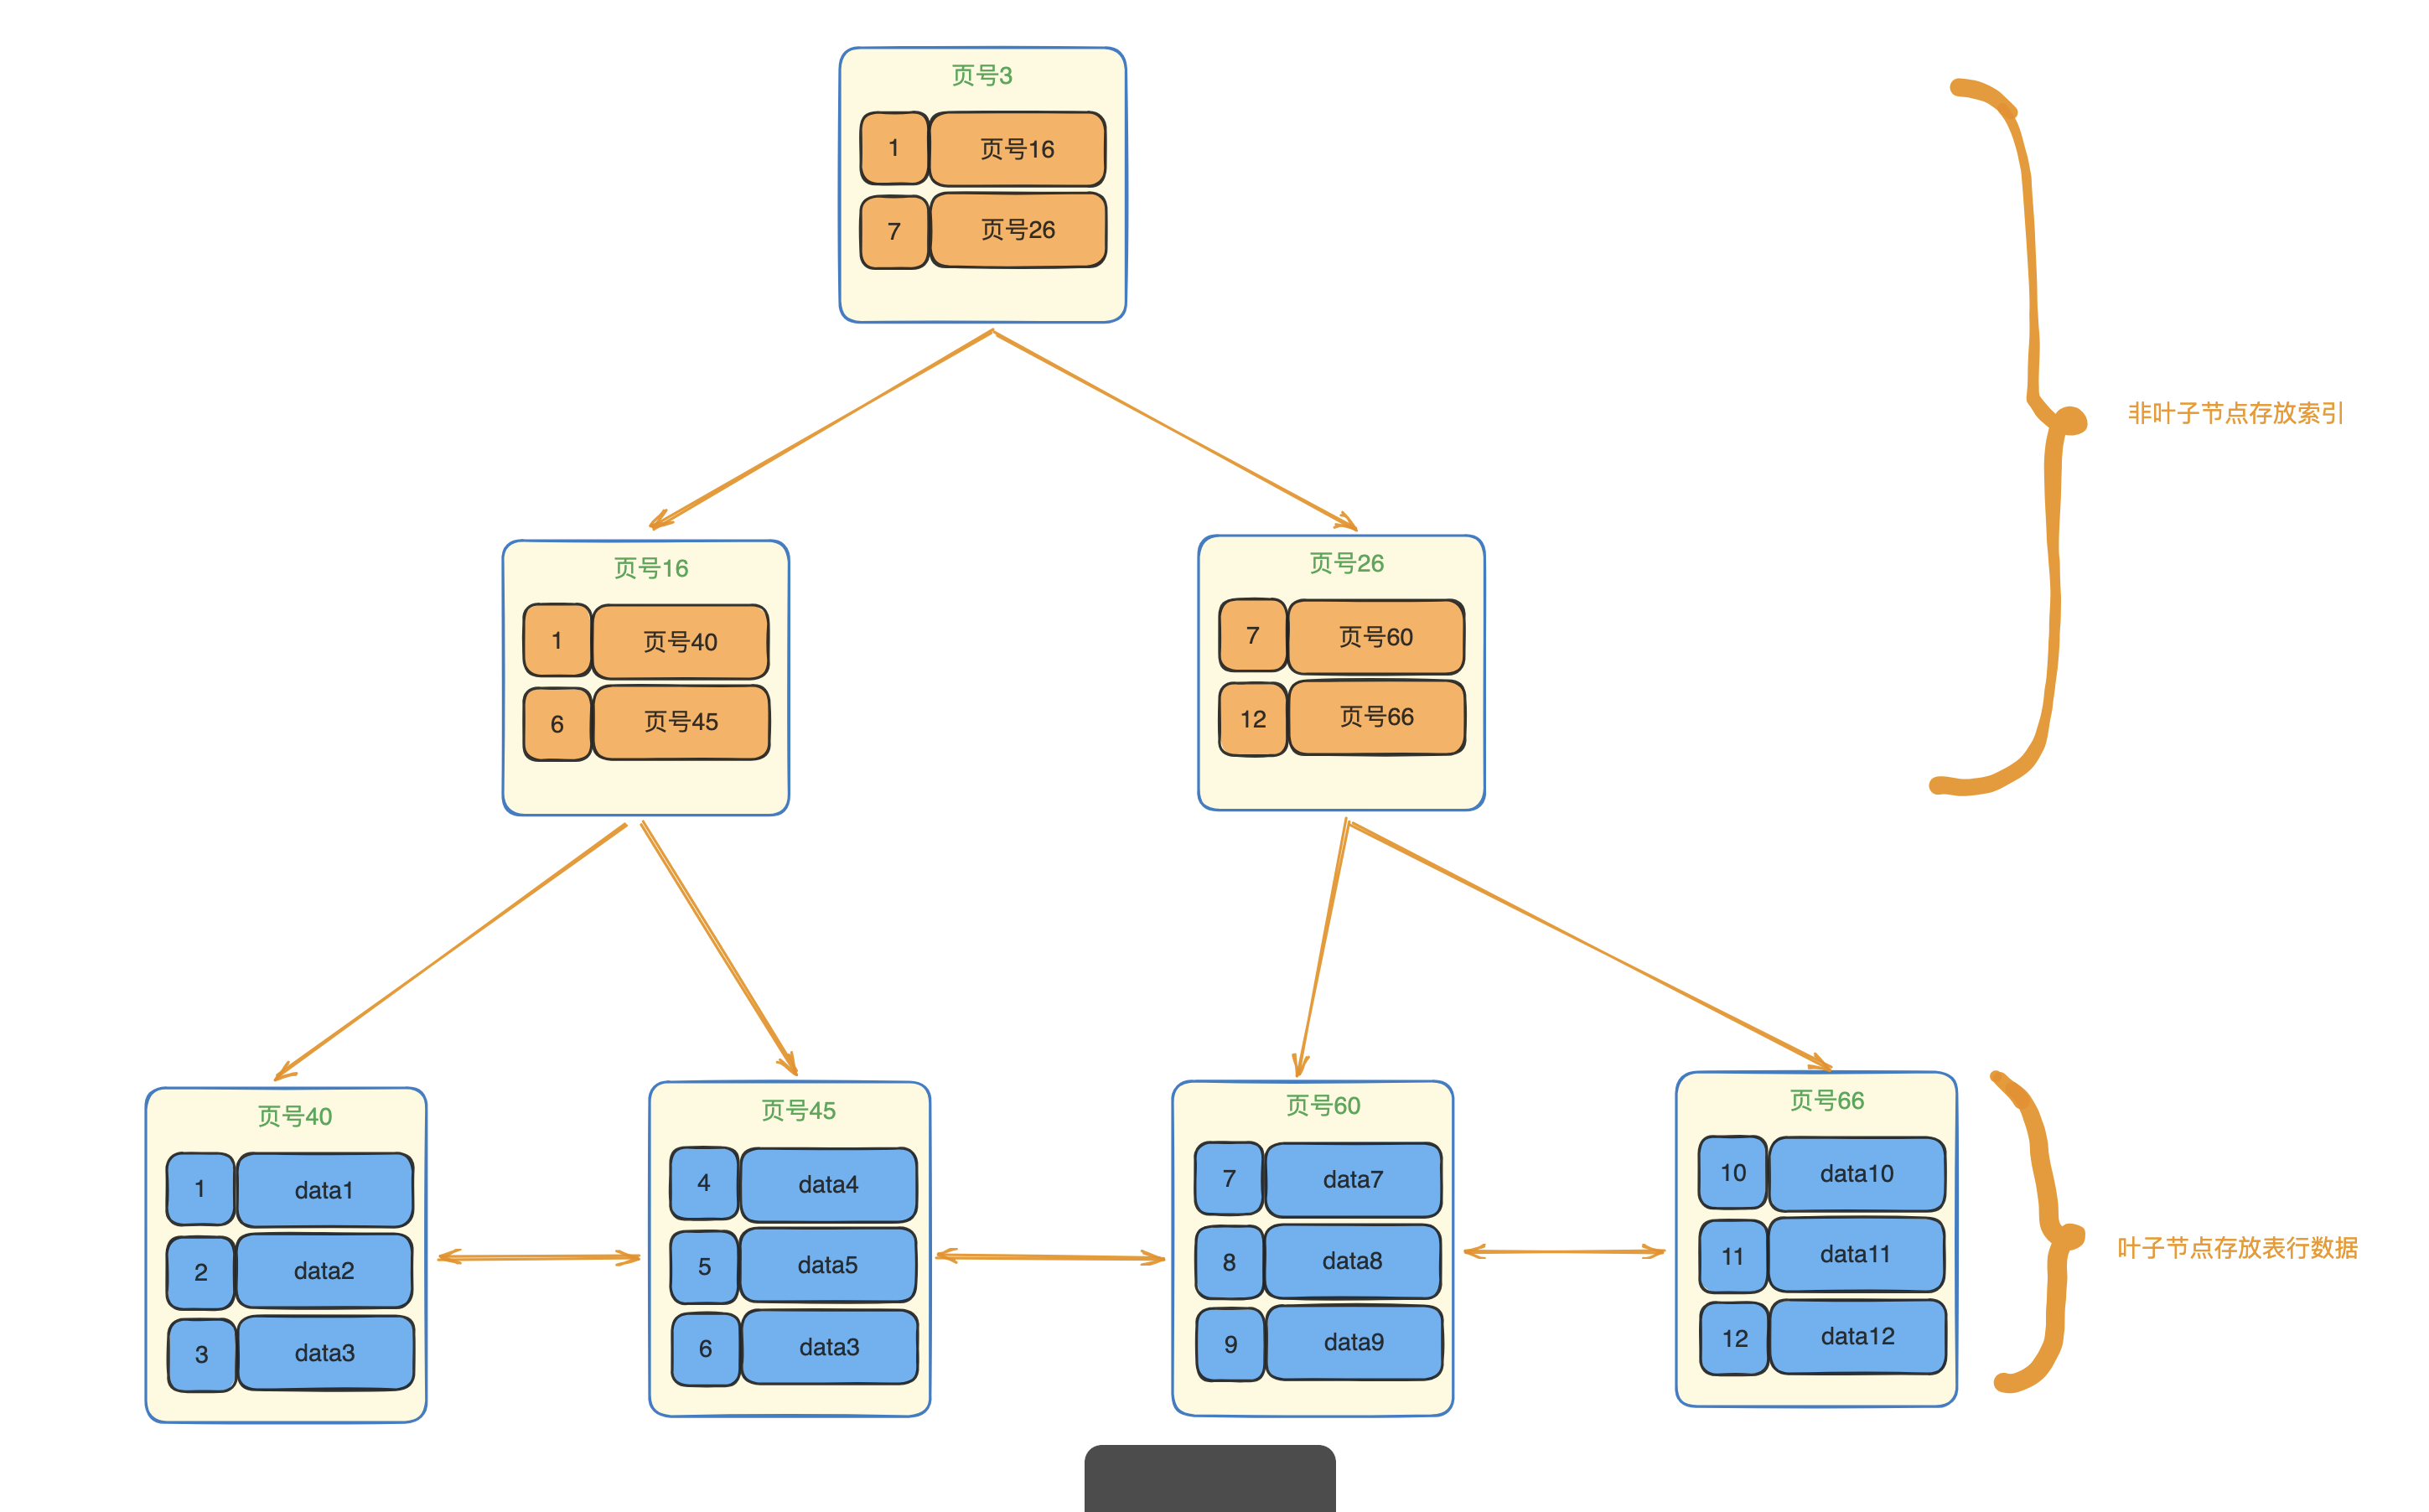 页号3
1 页号16
7 页号26
非叶子节点存放索引
页号16
1 页号40
6 页号45
页号26
7 页号60
12 页号66
页号40
1 data1
2 data2
3 data3
页号45
4 data4
5 data5
6 data3
页号60
7 data7
8 data8
9 data9
页号66
10 data10
11 data11
12 data12
叶子节点存放表行数据